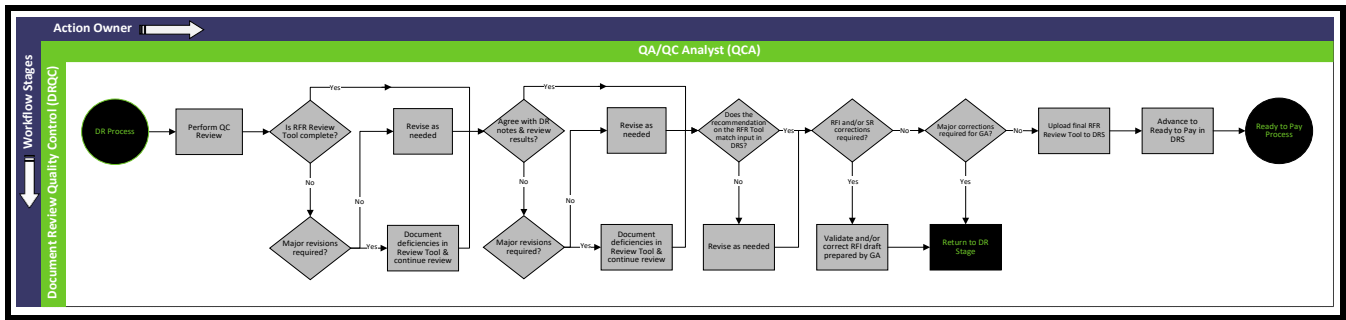 Action Owner
Workflow Stages
Document Review Quality Control (DRQC)
QA/QC Analyst (QCA)
DR Process
Perform QC
Review
Is RFR Review
Tool complete?
Yes
No
Major revisions
required?
No
Yes
Revise as
needed
Document
deficiencies in
Review Tool &
continue review
Agree with DR
notes & review
results?
Yes
No
Major revisions
required?
No
Yes
Revise as
needed
Document
deficiencies in
Review Tool &
continue review
Does the
recommendation
on the RFR Tool
match input in
DRS?
Yes
No
Revise as needed
RFI and/or SR
corrections
required?
No
Yes
Validate and/or
correct RFI draft
prepared by GA
Major corrections
required for GA?
No
Yes
Return to DR
Stage
Upload final RFR
Review Tool to DRS
Advance to
Ready to Pay in
DRS
Ready to Pay
Process